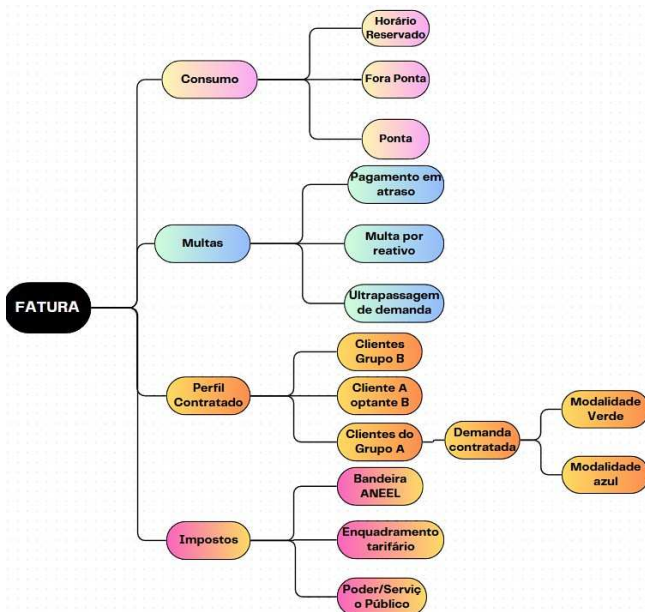 Horário
Reservado
Consumo
Fora Ponta
Ponta
Pagamento em
atraso
Multas
Multa por
reativo
Ultrapassagem
de demanda
FATURA
Clientes
Grupo B
Perfil
Contratado
Cliente A
optante B
Clientes do
Grupo A
Demanda
contratada
Modalidade
Verde
Modalidade
azul
Bandeira
ANEEL
Impostos
Enquadramento
tarifário
Poder/Serviç
o Público